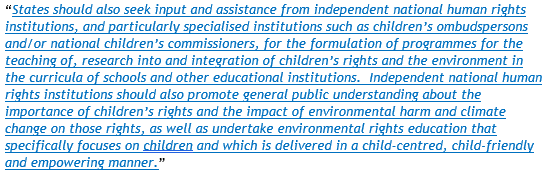 “States should also seek input and assistance from independent national human rights
institutions, and particularly specialised institutions such as children’s ombudspersons
and/or national children’s commissioners, for the formulation of programmes for the
teaching of, research into and integration of children’s rights and the environment in
the curricula of schools and other educational institutions.  Independent national human
rights institutions should also promote general public understanding about the
importance of children’s rights and the impact of environmental harm and climate
change on those rights, as well as undertake environmental rights education that
specifically focuses on children and which is delivered in a child-centred, child-friendly
and empowering manner.”